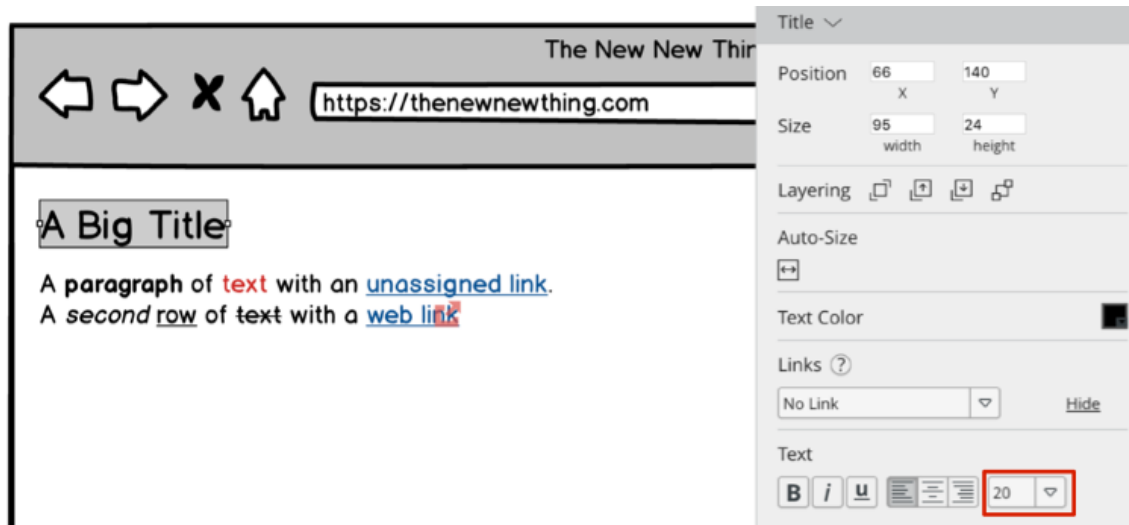 The New New Thin
https://thenewnewthing.com
A Big Title
A paragraph of text with an unassigned link.
A second row of text with a web link
Title
Position 66 140
X Y
Size 95 24
width height
Layering
Auto-Size
Text Color
Links ?
No Link Hide
Text
B i u 20